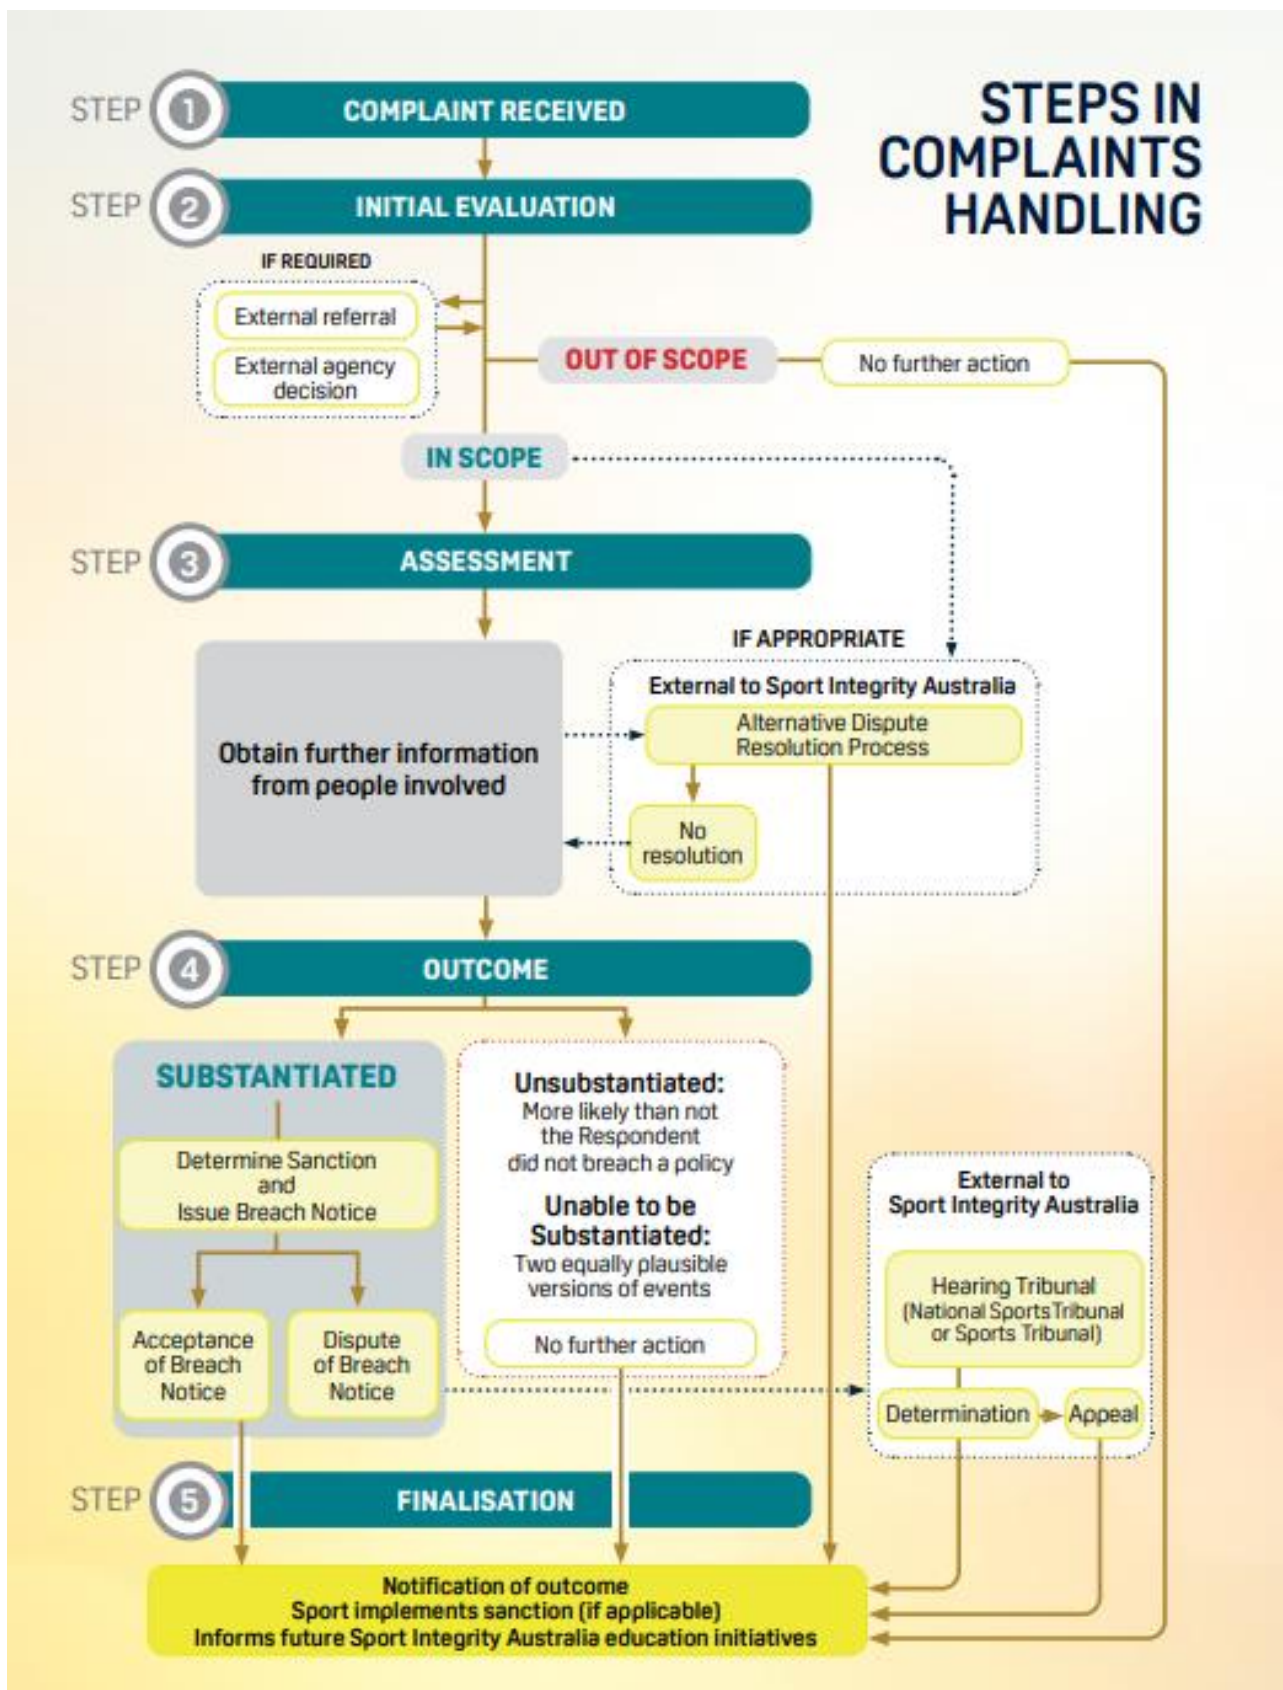 STEPS IN
COMPLAINTS
HANDLING
STEP 1 COMPLAINT RECEIVED
STEP 2 INITIAL EVALUATION
IF REQUIRED
External referral
External agency
decision
OUT OF SCOPE
No further action
IN SCOPE
STEP 3 ASSESSMENT
Obtain further information
from people involved
IF APPROPRIATE
External to Sport Integrity Australia
Alternative Dispute
Resolution Process
No
resolution
STEP 4 OUTCOME
SUBSTANTIATED
Determine Sanction
and
Issue Breach Notice
Acceptance
of Breach
Notice
Dispute
of Breach
Notice
Unsubstantiated:
More likely than not
the Respondent
did not breach a policy
Unable to be
Substantiated:
Two equally plausible
versions of events
No further action
External to
Sport Integrity Australia
Hearing Tribunal
(National Sports Tribunal
or Sports Tribunal)
Determination
Appeal
STEP 5 FINALISATION
Notification of outcome
Sport implements sanction (if applicable)
Informs future Sport Integrity Australia education initiatives